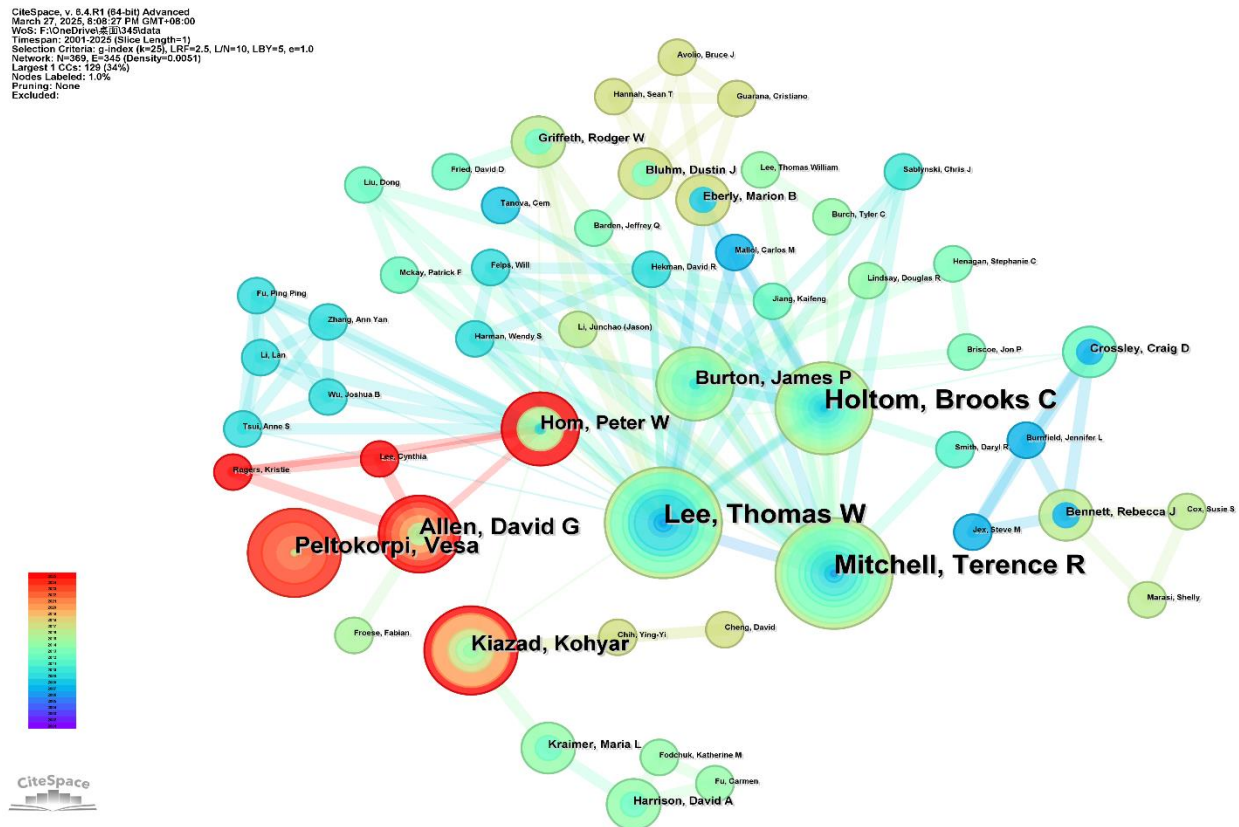 CiteSpace, v. 6.4.R1 (64-bit) Advanced
March 27, 2025, 8:08:27 PM GMT+08:00
WoS: F:\OneDrive\桌面\345\data
Timespan: 2001-2025 (Slice Length=1)
Selection Criteria: g-index (k=25), LRF=2.5, L/N=10, LBY=5, e=1.0
Network: N=369, E=345 (Density=0.0051)
Largest 1 CCs: 129 (34%)
Nodes Labeled: 1.0%
Pruning: None
Excluded:
Avolio, Bruce J
Hannah, Sean T
Guarana, Cristiano
Griffeth, Rodger W
Fried, David D
Bluhm, Dustin J
Lee, Thomas William
Sablynski, Chris J
Liu, Dong
Eberly, Marion B
Tanova, Cem
Burch, Tyler C
Barden, Jeffrey Q
Mallol, Carlos M
Henagan, Stephanie C
Mckay, Patrick F
Felps, Will
Hekman, David R
Lindsay, Douglas R
Fu, Ping Ping
Jiang, Kaifeng
Zhang, Ann Yan
Li, Junchao (Jason)
Harman, Wendy S
Briscoe, Jon P
Crossley, Craig D
Li, Lan
Burton, James P
Wu, Joshua B
Holtom, Brooks C
Tsui, Anne S
Hom, Peter W
Burnfield, Jennifer L
Smith, Daryl R
Lee, Cynthia
Rogers, Kristie
Cox, Susie S
Bennett, Rebecca J
Lee, Thomas W
Allen, David G
Jex, Steve M
Peltokorpi, Vesa
Mitchell, Terence R
Marasi, Shelly
Froese, Fabian
Chih, Ying-Yi
Cheng, David
Kiazad, Kohyar
Kraimer, Maria L
Fodchuk, Katherine M
Fu, Carmen
Harrison, David A
CiteSpace